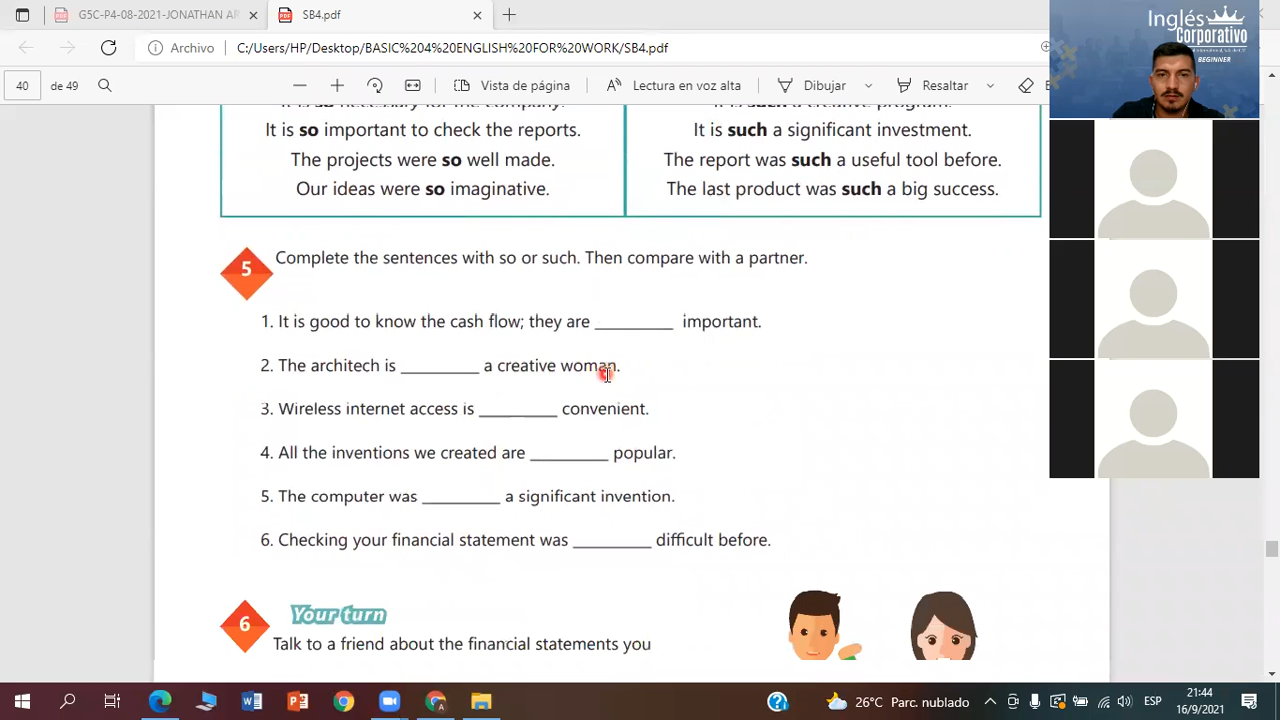 G5C-P4-08-2021-JONATHAN AR
SB4.pdf
Archivo
C:/Users/HP/Desktop/BASIC%204%20ENGLISH%20FOR%20WORK/SB4.pdf
40
de 49
Vista de página
Lectura en voz alta
Dibujar
Resaltar
Inglés
Corporativo
BEGINNER
It is so important to check the reports.
The projects were so well made.
Our ideas were so imaginative.
It is such a significant investment.
The report was such a useful tool before.
The last product was such a big success.
5
Complete the sentences with so or such. Then compare with a partner.
1. It is good to know the cash flow; they are _________ important.
2. The architech is _________ a creative woman.
3. Wireless internet access is _________ convenient.
4. All the inventions we created are _________ popular.
5. The computer was _________ a significant invention.
6. Checking your financial statement was _________ difficult before.
6
Your turn
Talk to a friend about the financial statements you
26°C Parc. nublado
ESP
21:44
16/9/2021